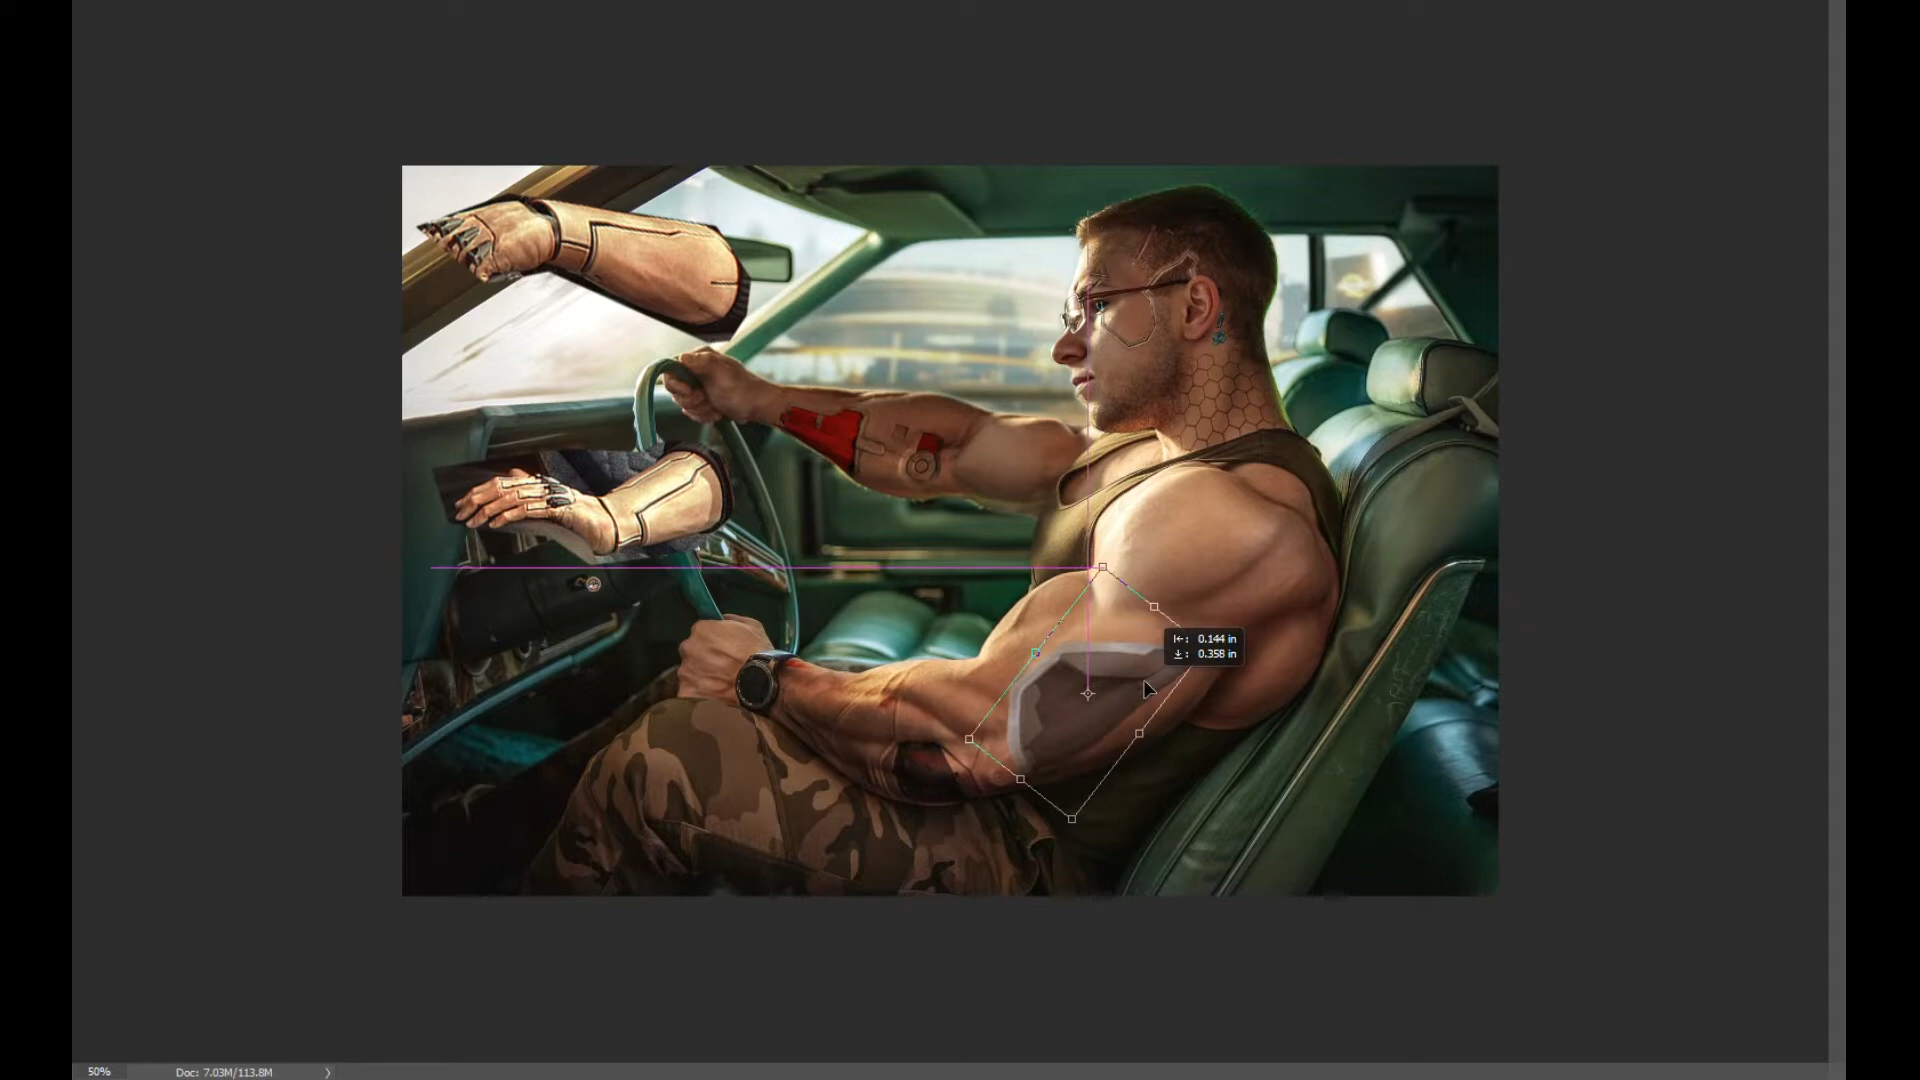 |←: 0.144 in
↓: 0.358 in
50% Doc: 7.03M/113.8M